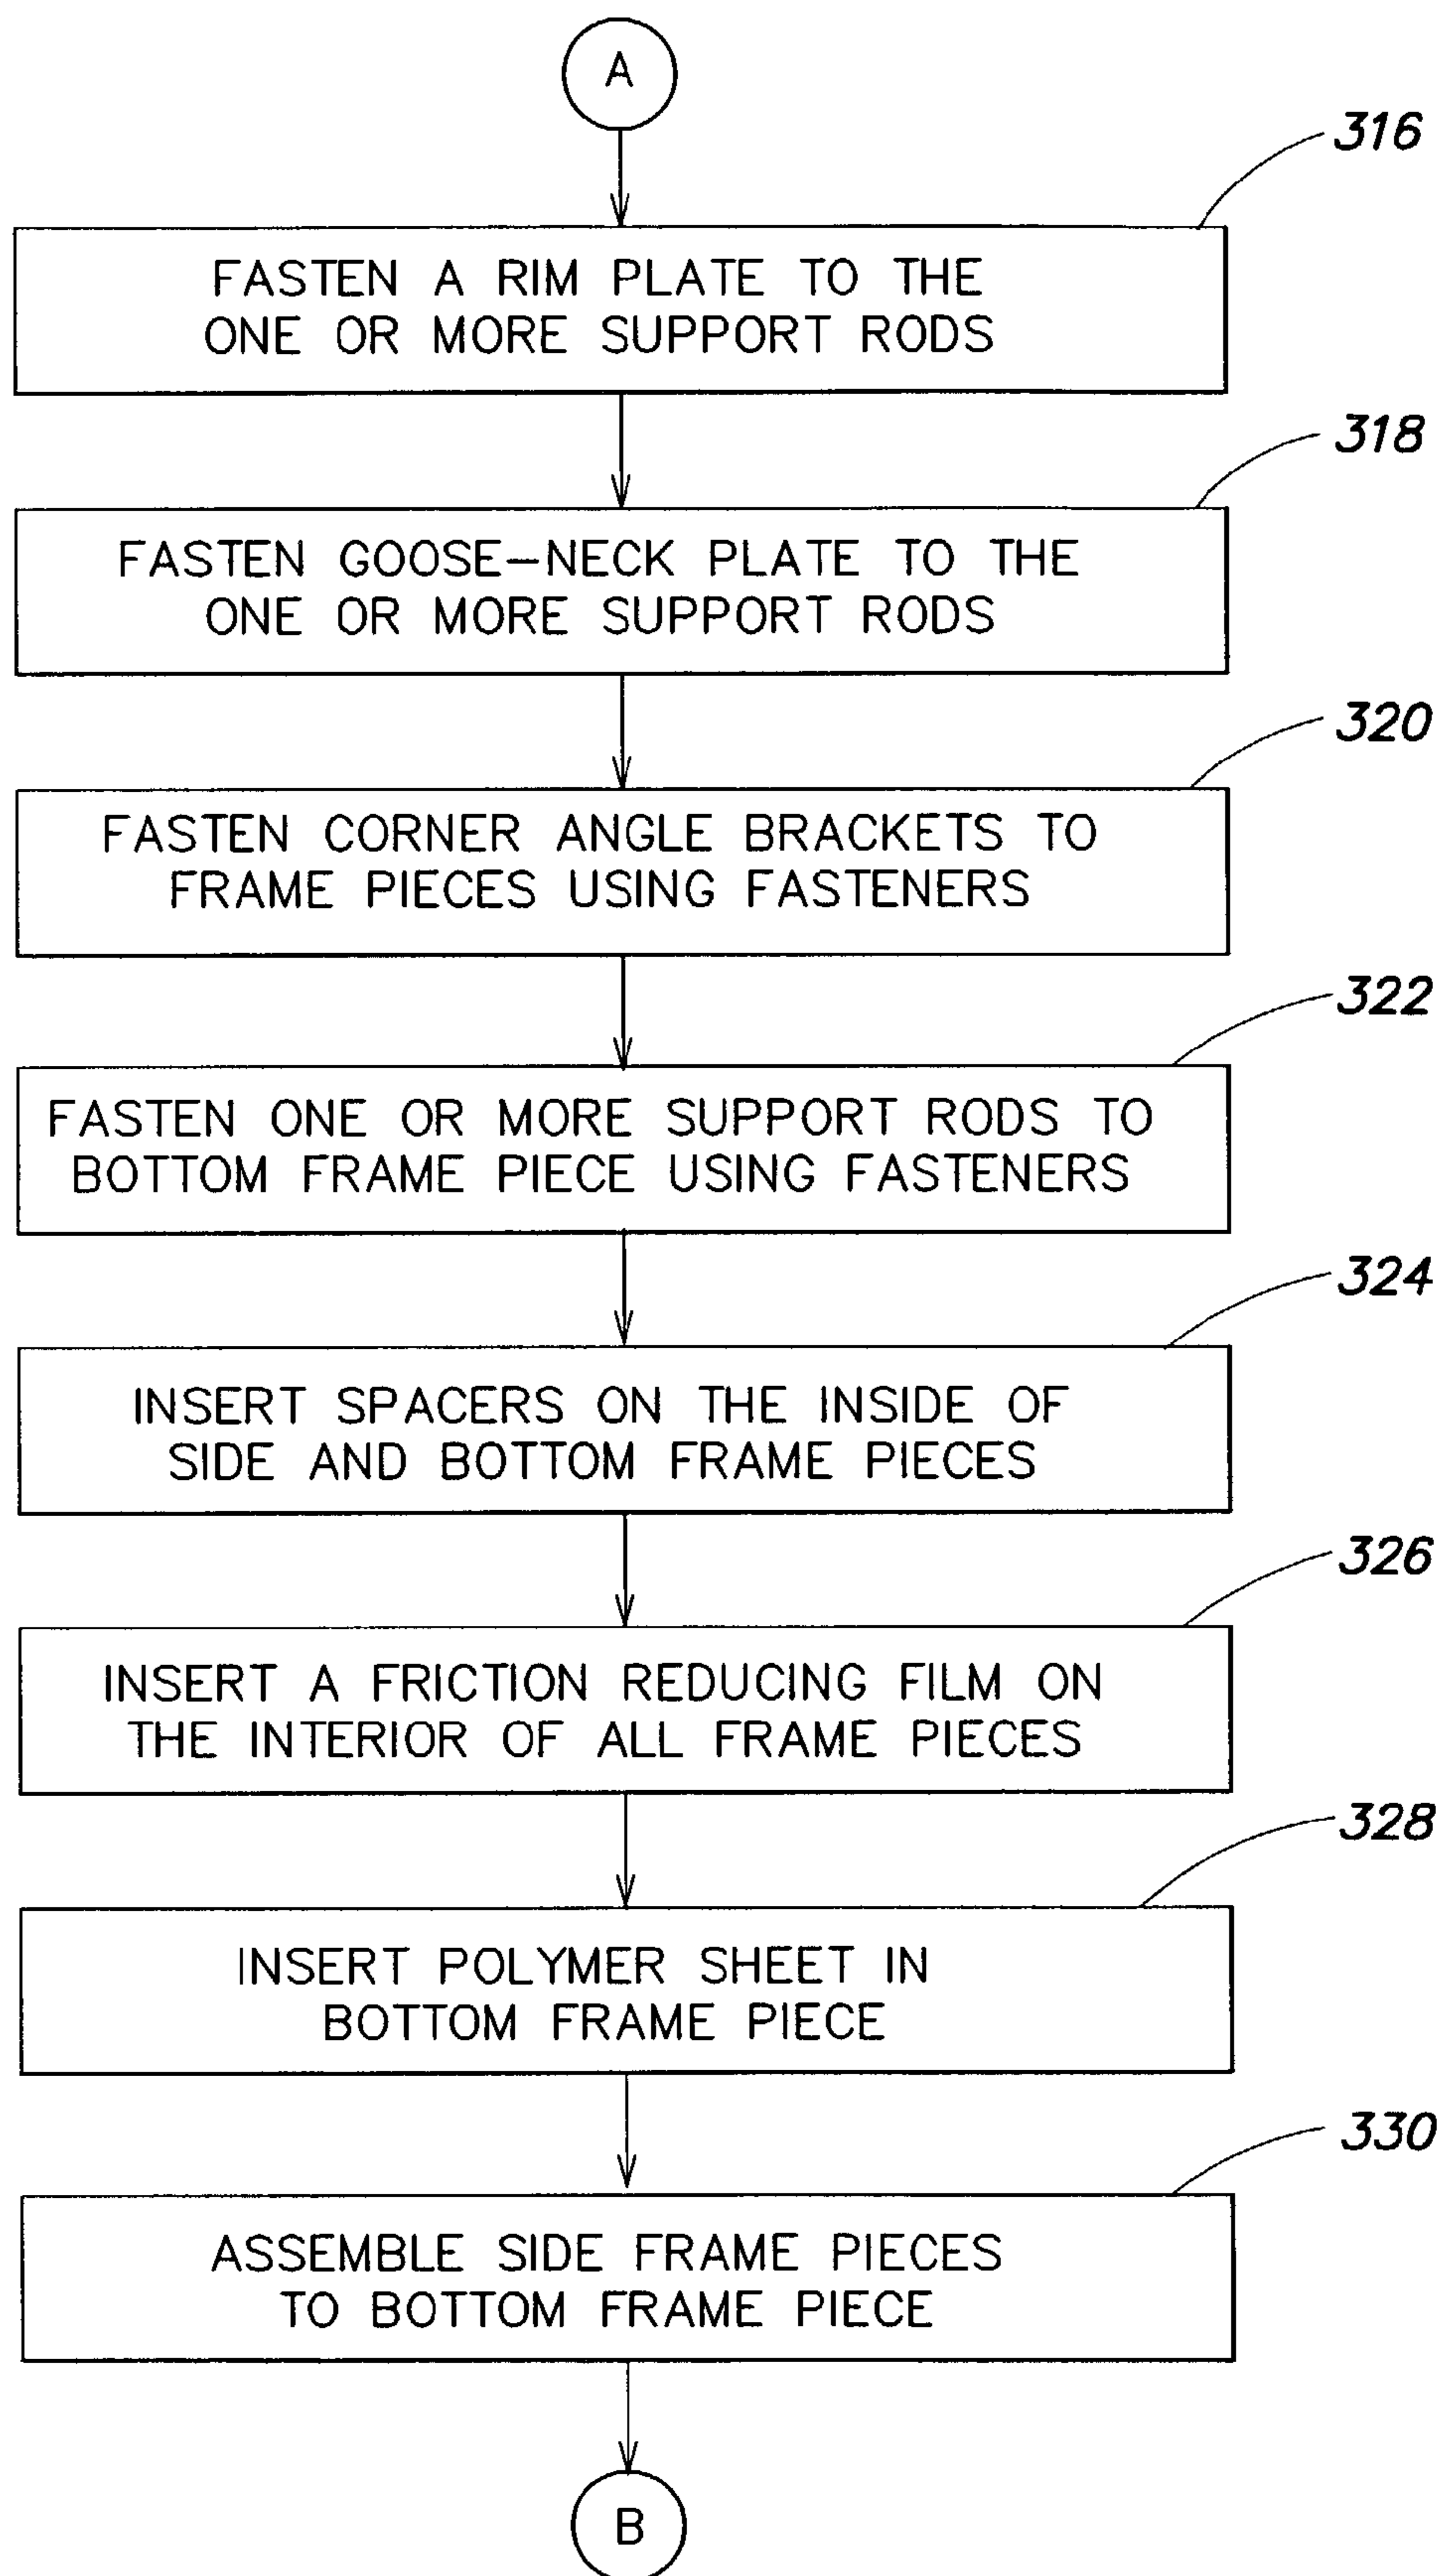 A
316
FASTEN A RIM PLATE TO THE
ONE OR MORE SUPPORT RODS
318
FASTEN GOOSE-NECK PLATE TO THE
ONE OR MORE SUPPORT RODS
320
FASTEN CORNER ANGLE BRACKETS TO
FRAME PIECES USING FASTENERS
322
FASTEN ONE OR MORE SUPPORT RODS TO
BOTTOM FRAME PIECE USING FASTENERS
324
INSERT SPACERS ON THE INSIDE OF
SIDE AND BOTTOM FRAME PIECES
326
INSERT A FRICTION REDUCING FILM ON
THE INTERIOR OF ALL FRAME PIECES
328
INSERT POLYMER SHEET IN
BOTTOM FRAME PIECE
330
ASSEMBLE SIDE FRAME PIECES
TO BOTTOM FRAME PIECE
B